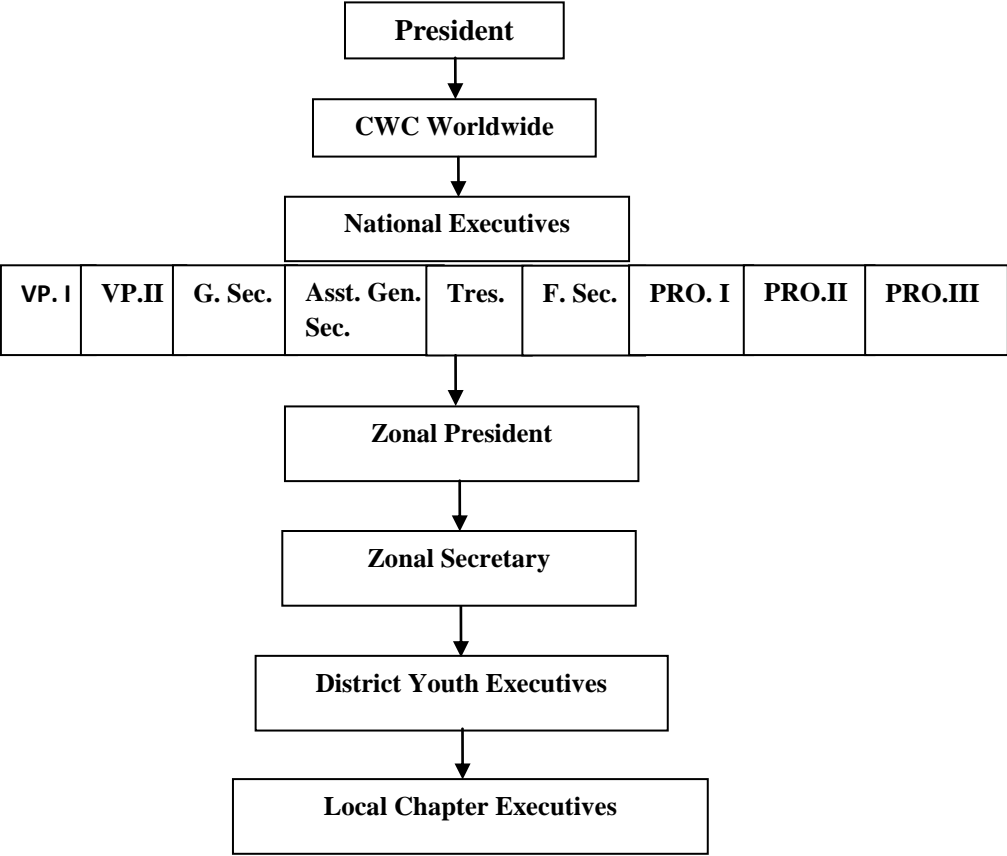 President
CWC Worldwide
National Executives
VP. I VP.II G. Sec. Asst. Gen. Tres. F. Sec. PRO. I PRO.II PRO.III
Sec.
Zonal President
Zonal Secretary
District Youth Executives
Local Chapter Executives